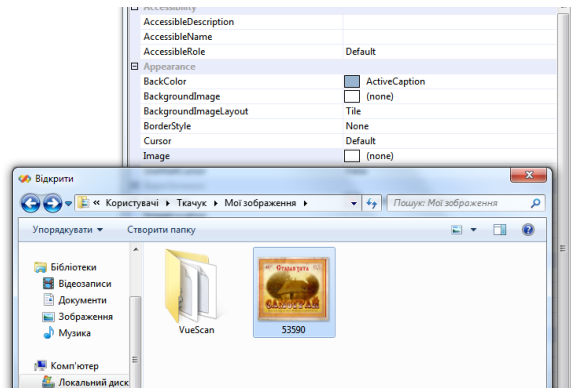 Accessibility
AccessibleDescription
AccessibleName
AccessibleRole Default
Appearance
BackColor ActiveCaption
BackgroundImage (none)
BackgroundImageLayout Tile
BorderStyle None
Cursor Default
Image (none)
Відкрити
« Користувачі ▸ Ткачук ▸ Мої зображення ▸ Пошук: Мої зображення
Упорядкувати ▾ Створити папку
Бібліотеки
Відеозаписи
Документи
Зображення
Музика
Комп'ютер
Локальний диск
VueScan
53590